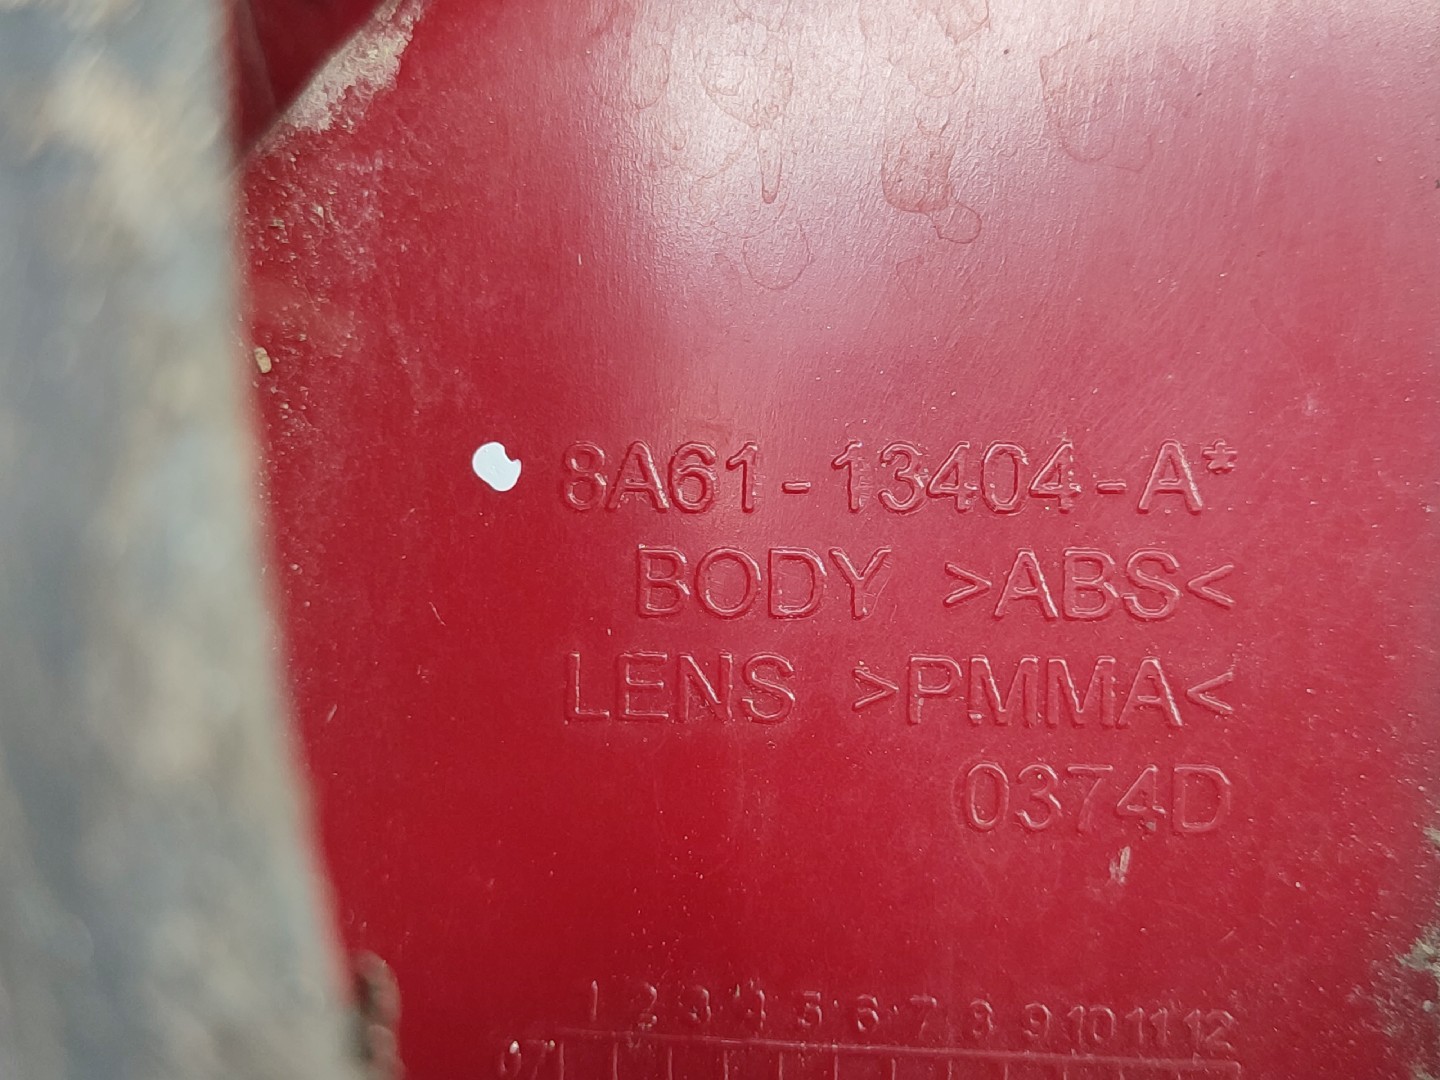 8A61-13404-A*
BODY >ABS<
LENS >PMMA<
0374D
1 2 3 4 5 6 7 8 9 10 11 12
07